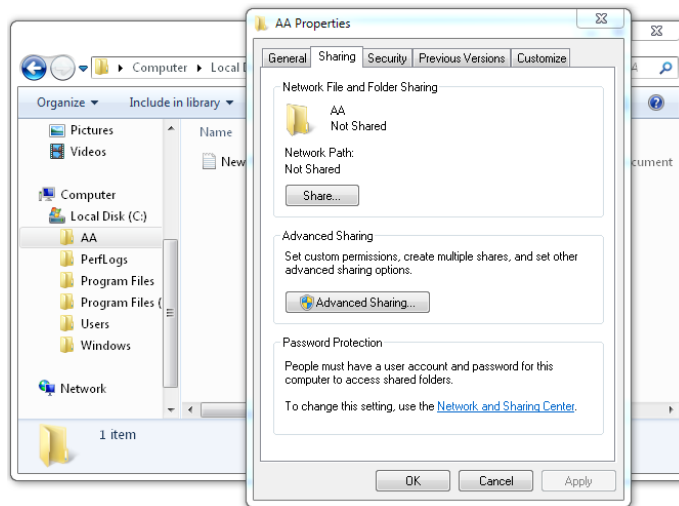 AA Properties
Computer ▸ Local
Organize
Include in library
General
Sharing
Security
Previous Versions
Customize
Pictures
Videos
Computer
Local Disk (C:)
AA
PerfLogs
Program Files
Program Files (
Users
Windows
Network
1 item
Name
New
Network File and Folder Sharing
AA
Not Shared
Network Path:
Not Shared
Share...
Advanced Sharing
Set custom permissions, create multiple shares, and set other
advanced sharing options.
Advanced Sharing...
Password Protection
People must have a user account and password for this
computer to access shared folders.
To change this setting, use the Network and Sharing Center.
OK
Cancel
Apply